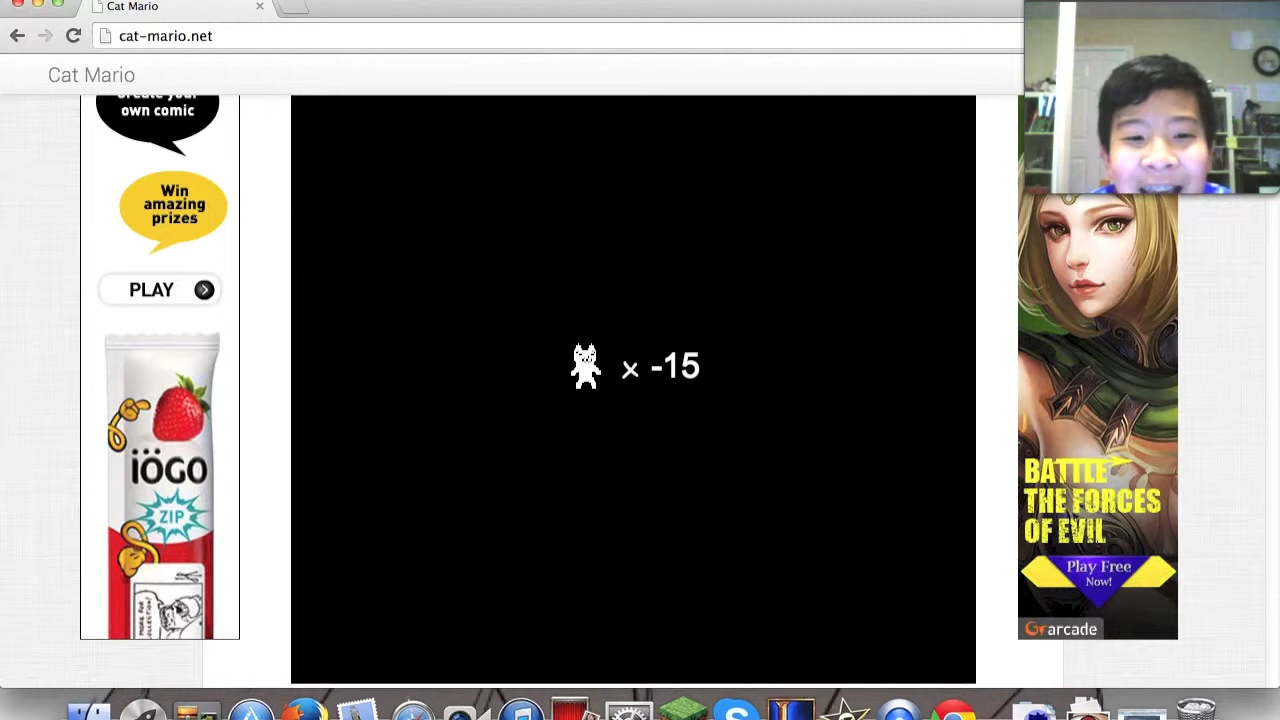 Cat Mario
cat-mario.net
Cat Mario
create your
own comic
Win
amazing
prizes
PLAY
iögo
ZIP
x -15
BATTLE
THE FORCES
OF EVIL
Play Free
Now!
arcade